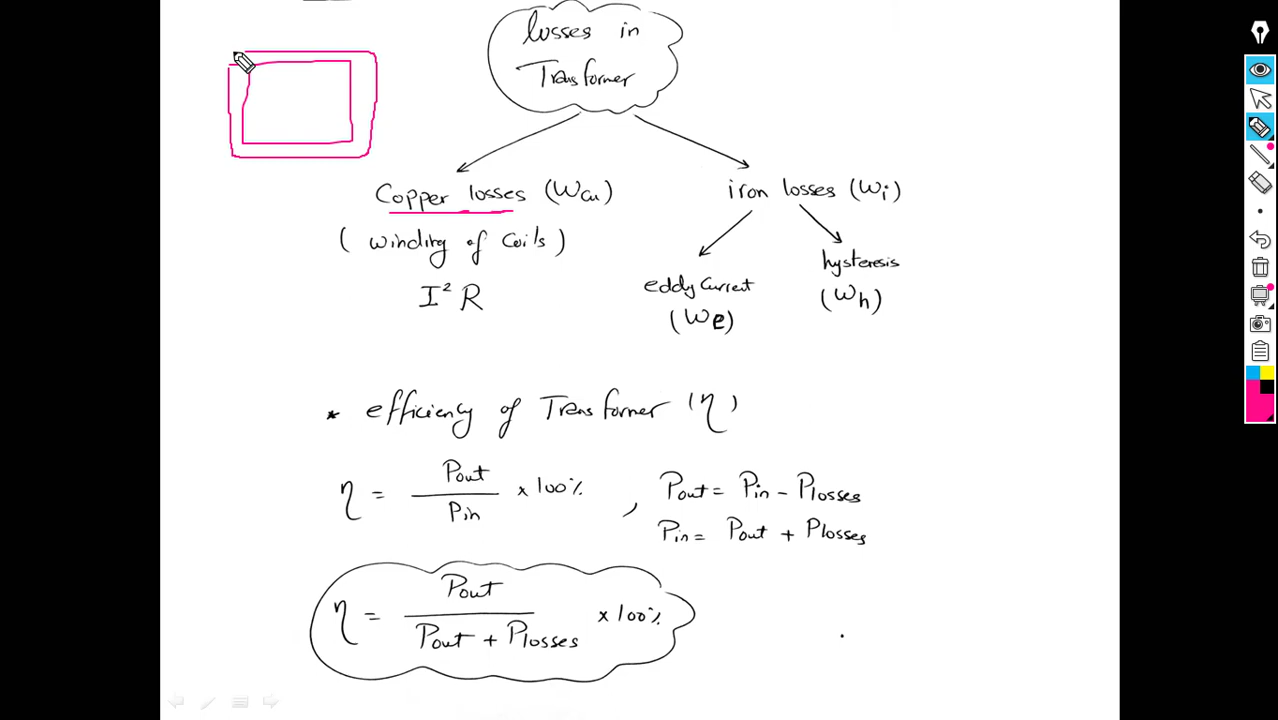 losses in
Transformer
Copper losses (Wcu)
iron losses (Wi)
( winding of coils )
I² R
eddy current
(We)
hysteresis
(Wh)
* efficiency of Transformer (η)
η = Pout / Pin × 100%
, Pout = Pin - Plosses
Pin = Pout + Plosses
η = Pout / Pout + Plosses × 100%